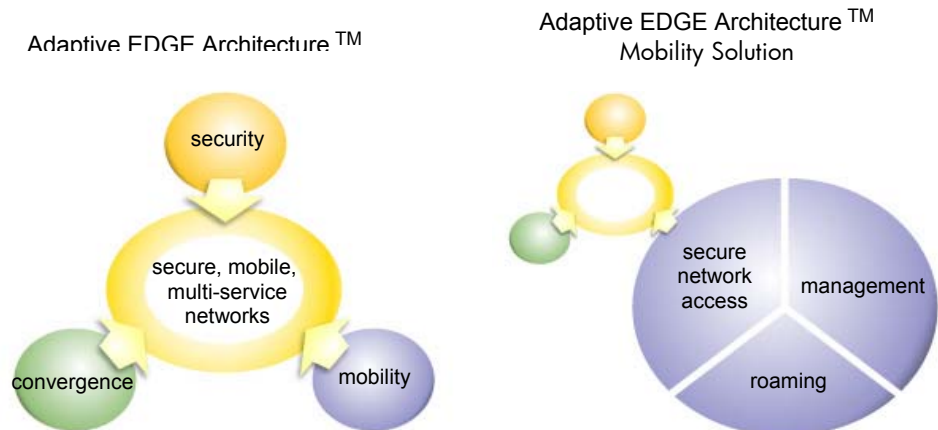 Adaptive EDGE Architecture TM
security
secure, mobile,
multi-service
networks
convergence
mobility
Adaptive EDGE Architecture TM
Mobility Solution
secure
network
access
management
roaming